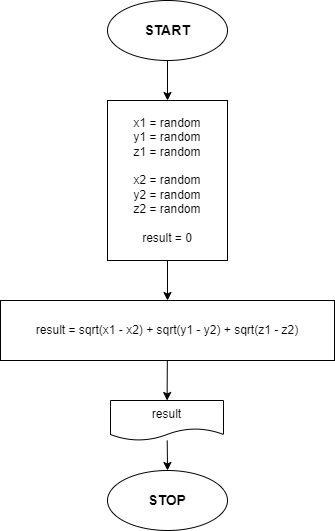 START
x1 = random
y1 = random
z1 = random
x2 = random
y2 = random
z2 = random
result = 0
result = sqrt(x1 - x2) + sqrt(y1 - y2) + sqrt(z1 - z2)
result
STOP